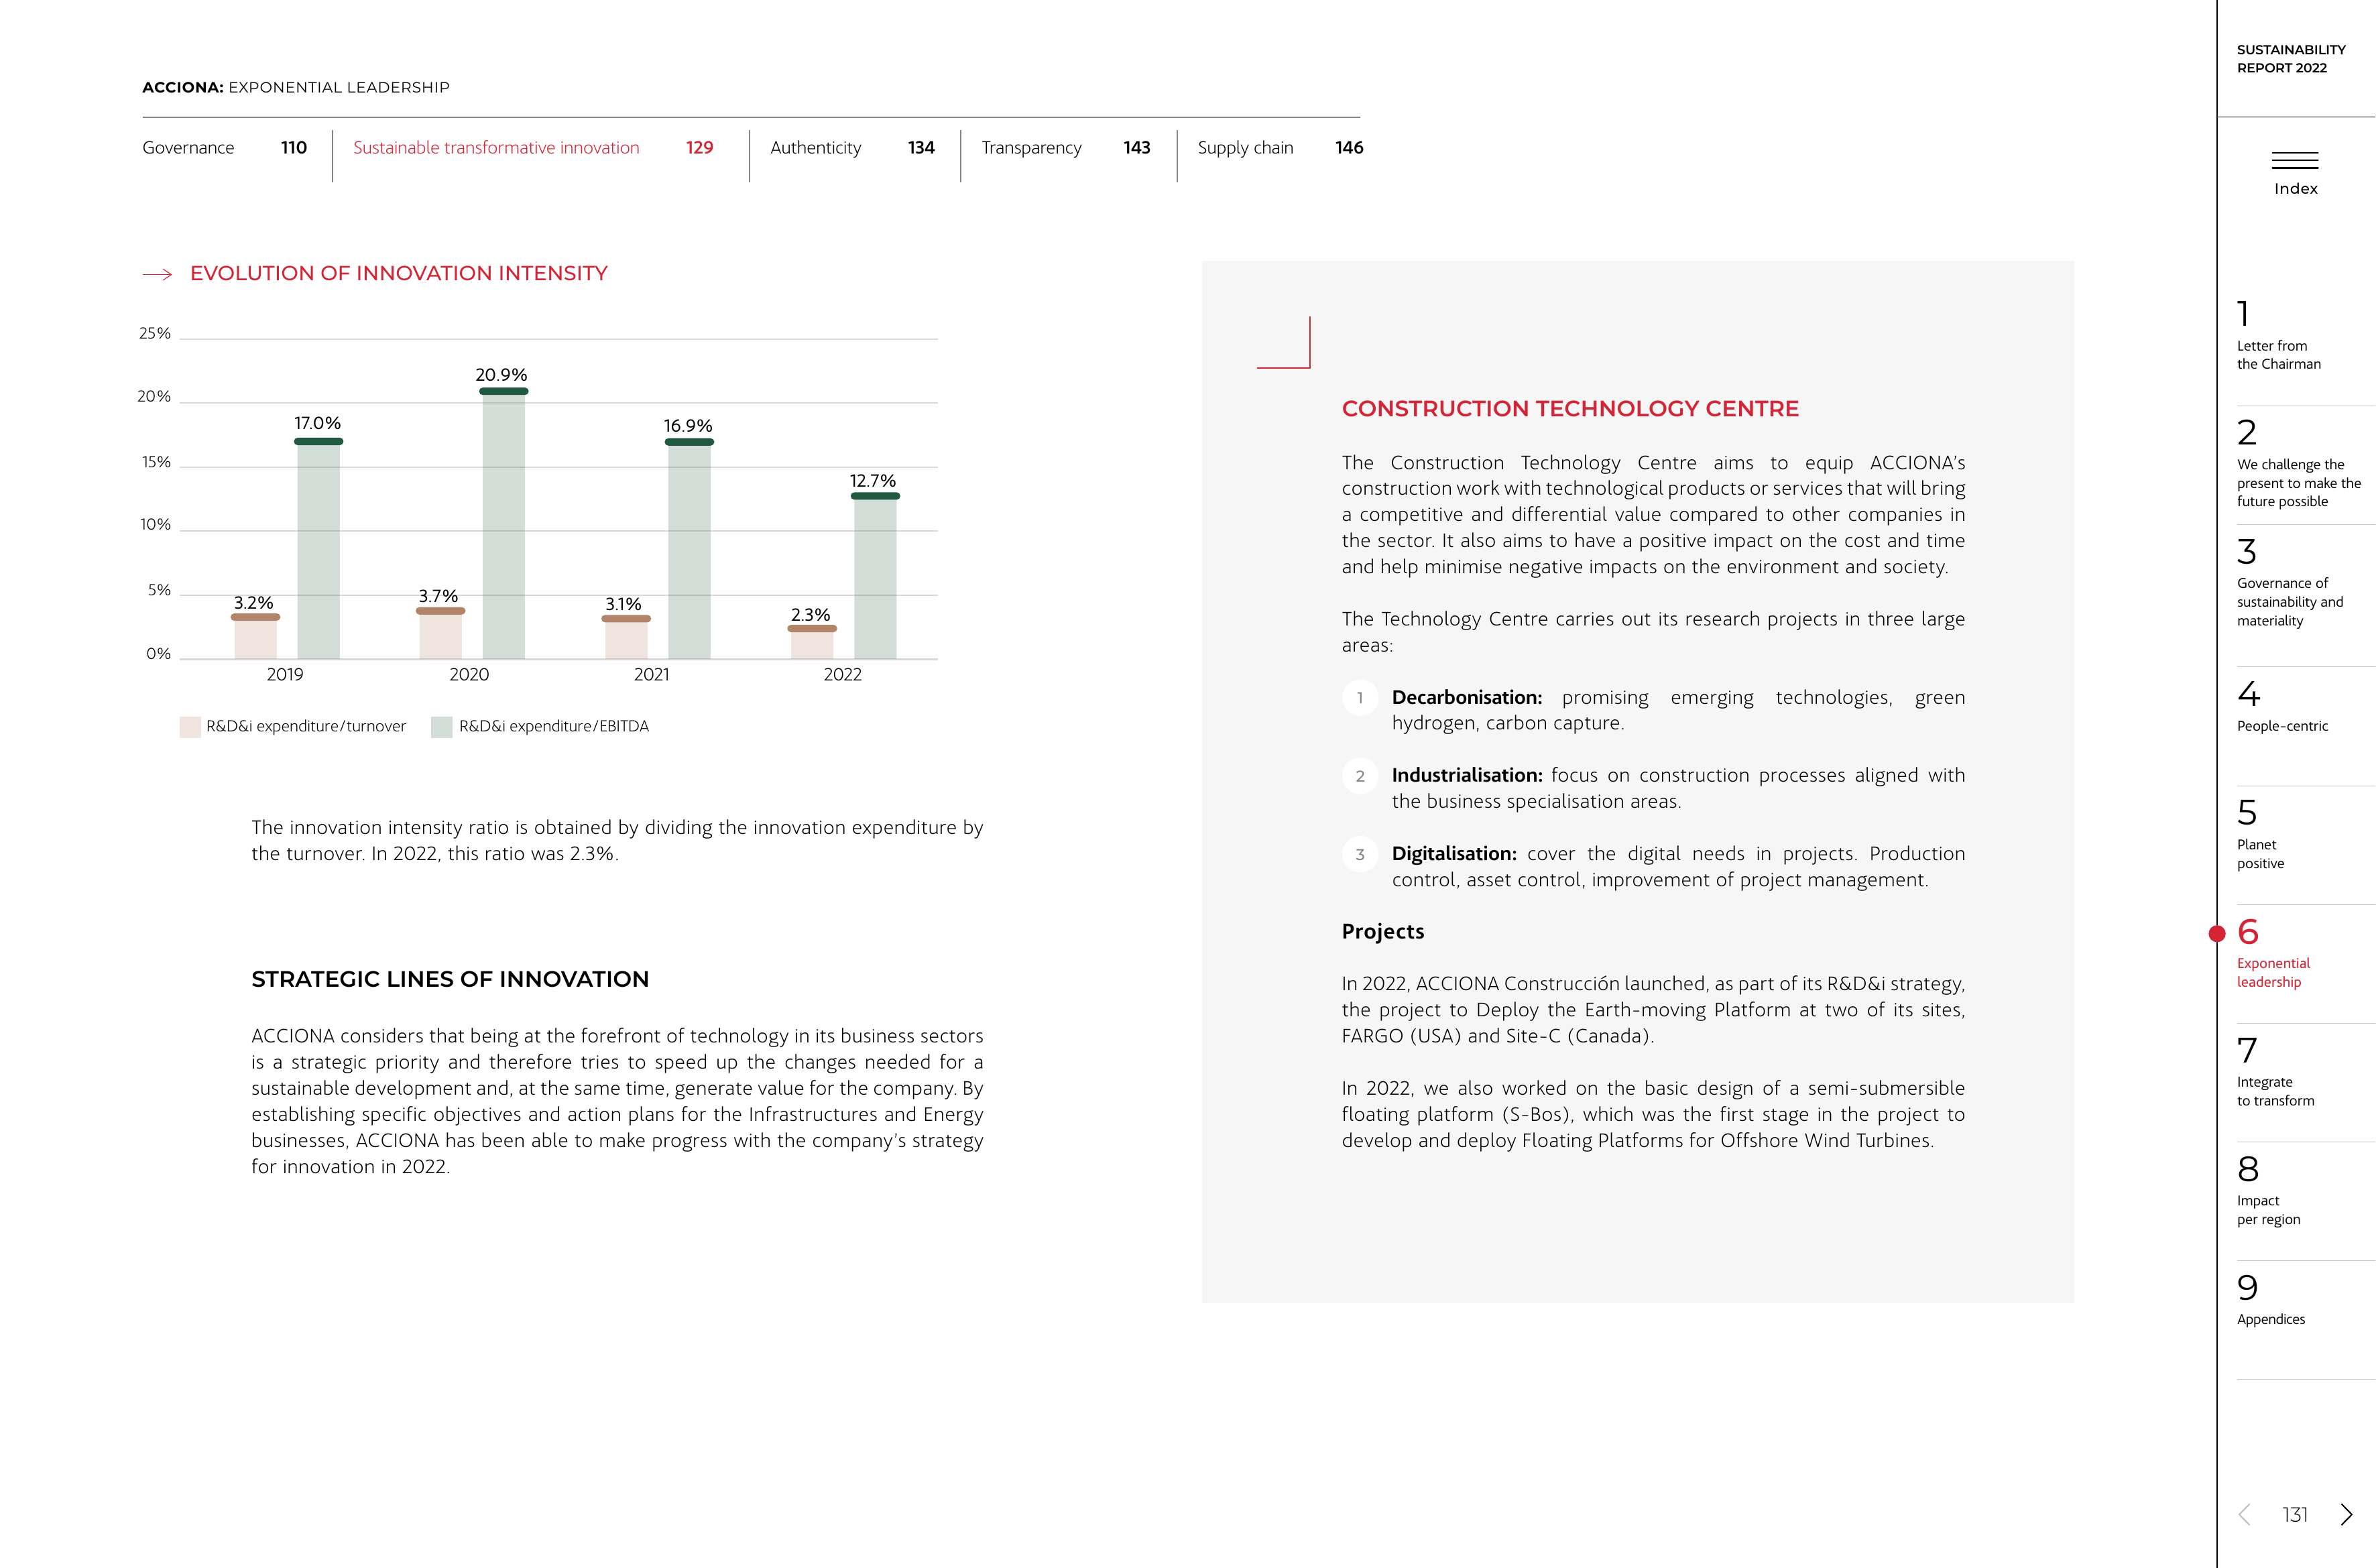 ACCIONA: EXPONENTIAL LEADERSHIP
Governance 110
Sustainable transformative innovation 129
Authenticity 134
Transparency 143
Supply chain 146
EVOLUTION OF INNOVATION INTENSITY
25%
20%
15%
10%
5%
0%
3.2%
17.0%
3.7%
20.9%
3.1%
16.9%
2.3%
12.7%
2019
2020
2021
2022
R&D&i expenditure/turnover
R&D&i expenditure/EBITDA
The innovation intensity ratio is obtained by dividing the innovation expenditure by
the turnover. In 2022, this ratio was 2.3%.
STRATEGIC LINES OF INNOVATION
ACCIONA considers that being at the forefront of technology in its business sectors
is a strategic priority and therefore tries to speed up the changes needed for a
sustainable development and, at the same time, generate value for the company. By
establishing specific objectives and action plans for the Infrastructures and Energy
businesses, ACCIONA has been able to make progress with the company's strategy
for innovation in 2022.
CONSTRUCTION TECHNOLOGY CENTRE
The Construction Technology Centre aims to equip ACCIONA's
construction work with technological products or services that will bring
a competitive and differential value compared to other companies in
the sector. It also aims to have a positive impact on the cost and time
and help minimise negative impacts on the environment and society.
The Technology Centre carries out its research projects in three large
areas:
1 Decarbonisation: promising emerging technologies, green
hydrogen, carbon capture.
2 Industrialisation: focus on construction processes aligned with
the business specialisation areas.
3 Digitalisation: cover the digital needs in projects. Production
control, asset control, improvement of project management.
Projects
In 2022, ACCIONA Construcción launched, as part of its R&D&i strategy,
the project to Deploy the Earth-moving Platform at two of its sites,
FARGO (USA) and Site-C (Canada).
In 2022, we also worked on the basic design of a semi-submersible
floating platform (S-Bos), which was the first stage in the project to
develop and deploy Floating Platforms for Offshore Wind Turbines.
SUSTAINABILITY
REPORT 2022
Index
1
Letter from
the Chairman
2
We challenge the
present to make the
future possible
3
Governance of
sustainability and
materiality
4
People-centric
5
Planet
positive
6
Exponential
leadership
7
Integrate
to transform
8
Impact
per region
9
Appendices
131